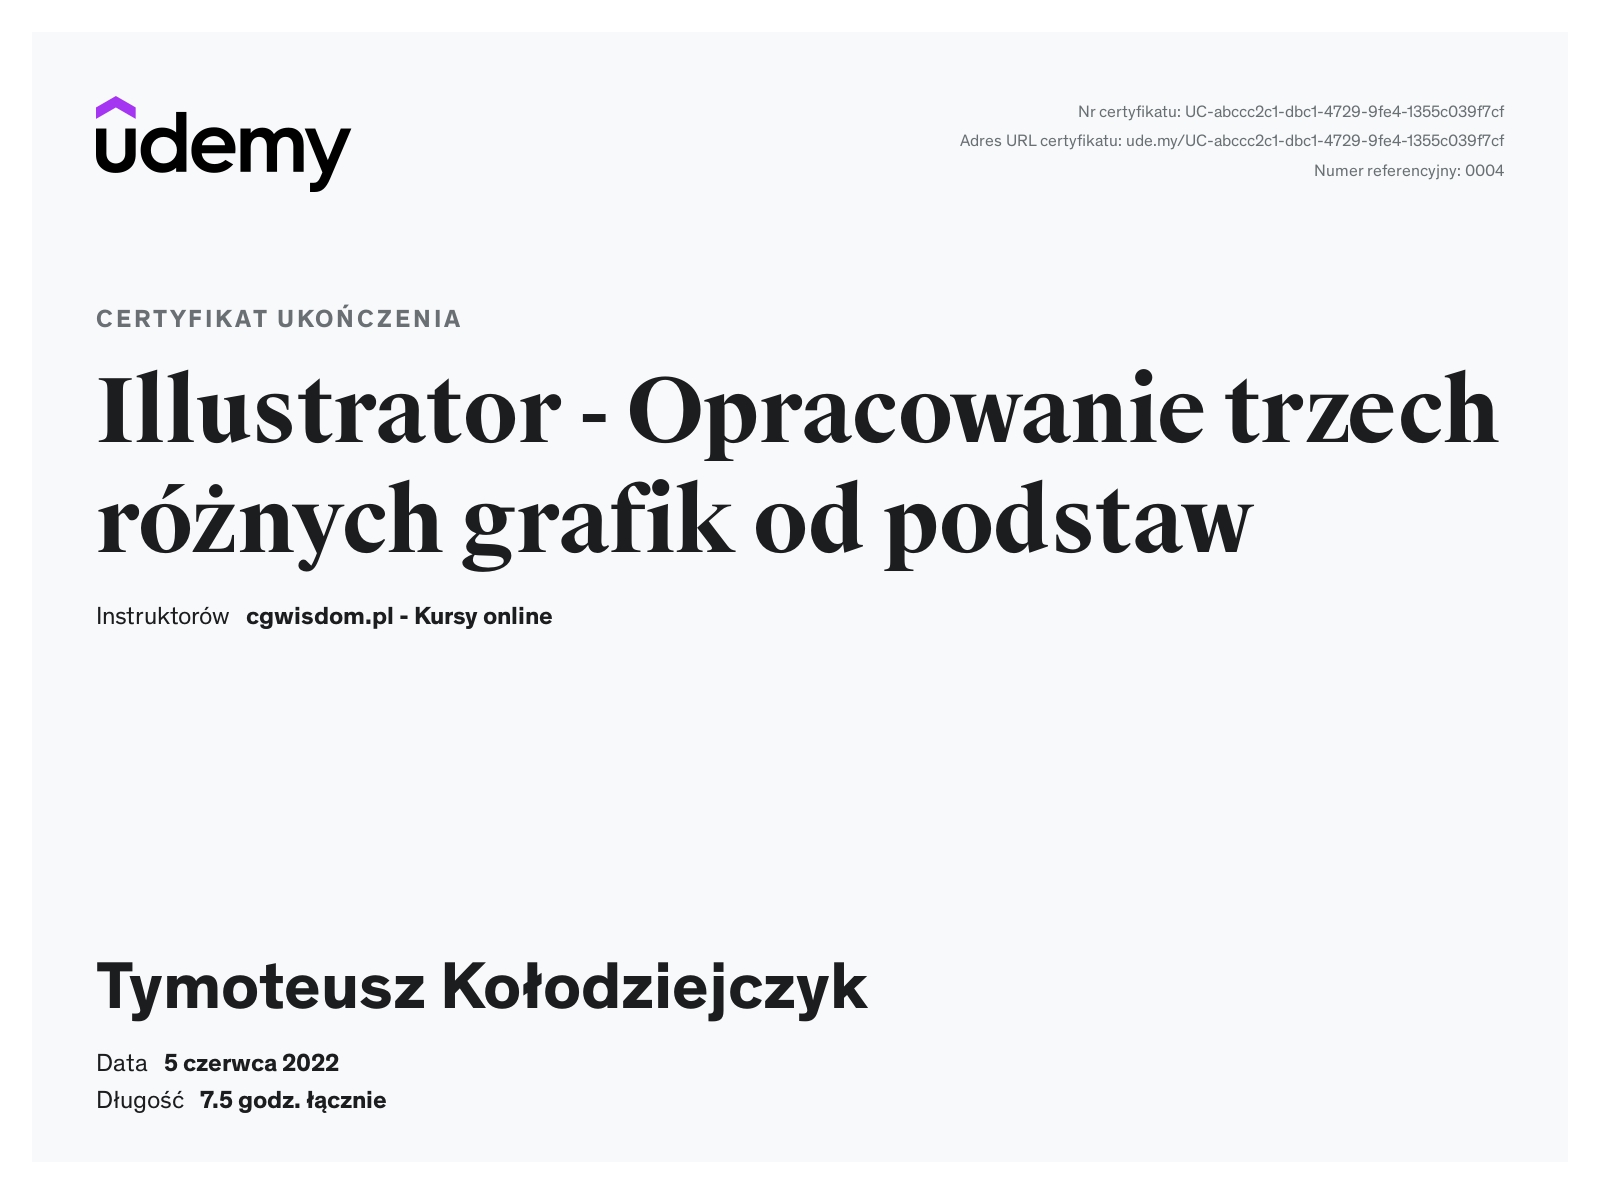 udemy
Nr certyfikatu: UC-abccc2c1-dbc1-4729-9fe4-1355c039f7cf
Adres URL certyfikatu: ude.my/UC-abccc2c1-dbc1-4729-9fe4-1355c039f7cf
Numer referencyjny: 0004
CERTYFIKAT UKOŃCZENIA
Illustrator - Opracowanie trzech
różnych grafik od podstaw
Instruktorów cgwisdom.pl - Kursy online
Tymoteusz Kołodziejczyk
Data 5 czerwca 2022
Długość 7.5 godz. łącznie